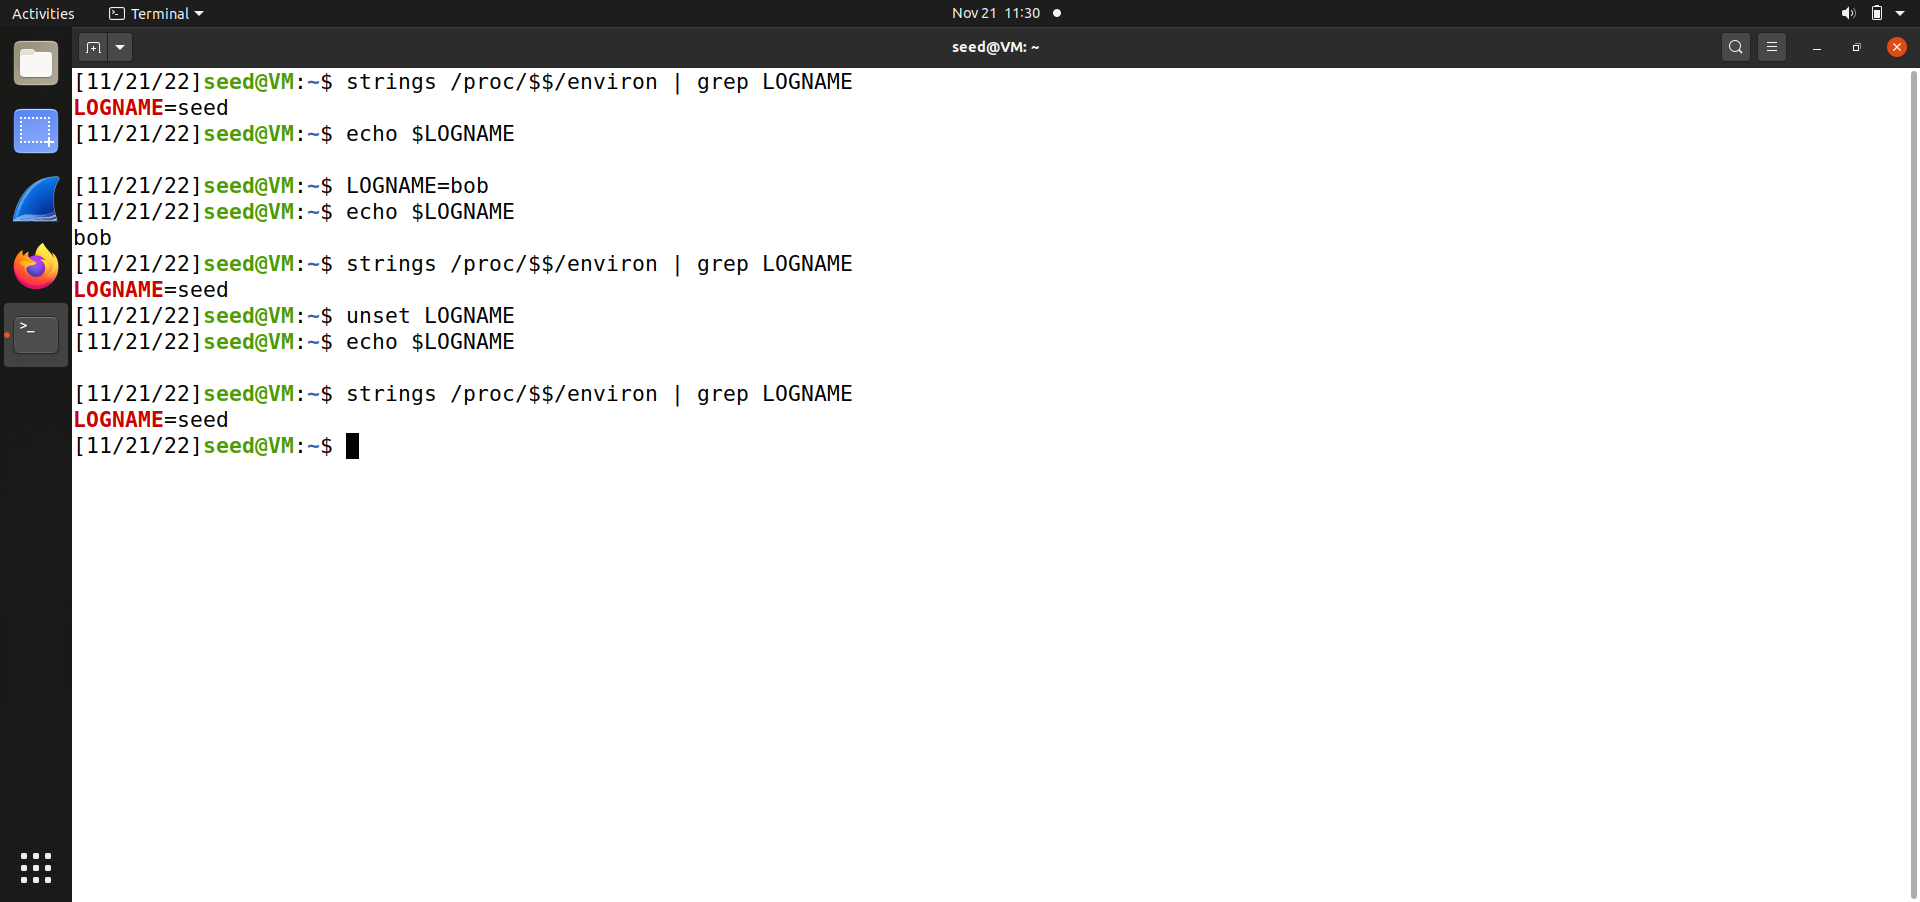 Activities Terminal Nov 21 11:30
seed@VM: ~
[11/21/22]seed@VM:~$ strings /proc/$$/environ | grep LOGNAME
LOGNAME=seed
[11/21/22]seed@VM:~$ echo $LOGNAME
[11/21/22]seed@VM:~$ LOGNAME=bob
[11/21/22]seed@VM:~$ echo $LOGNAME
bob
[11/21/22]seed@VM:~$ strings /proc/$$/environ | grep LOGNAME
LOGNAME=seed
[11/21/22]seed@VM:~$ unset LOGNAME
[11/21/22]seed@VM:~$ echo $LOGNAME
[11/21/22]seed@VM:~$ strings /proc/$$/environ | grep LOGNAME
LOGNAME=seed
[11/21/22]seed@VM:~$